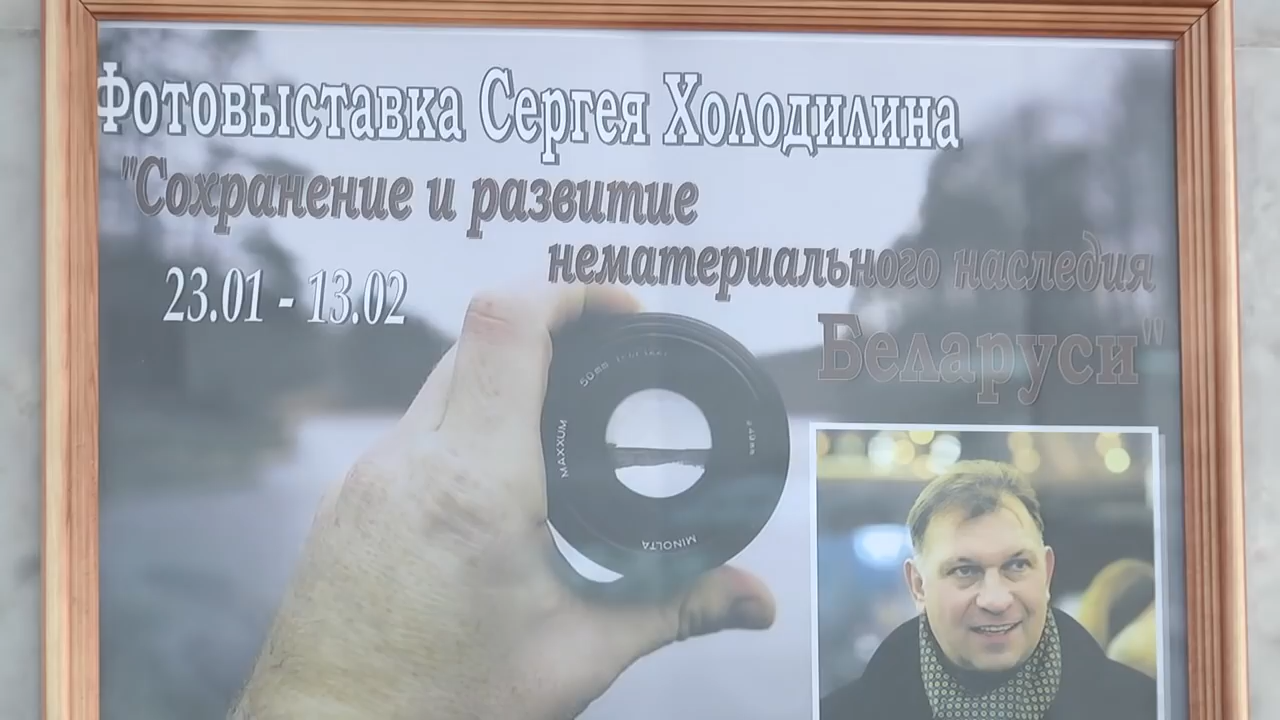 Фотовыставка Сергея Холодилина
"Сохранение и развитие
нематериального наследия
Беларуси"
23.01 - 13.02
50mm
MAXXUM
MINOLTA